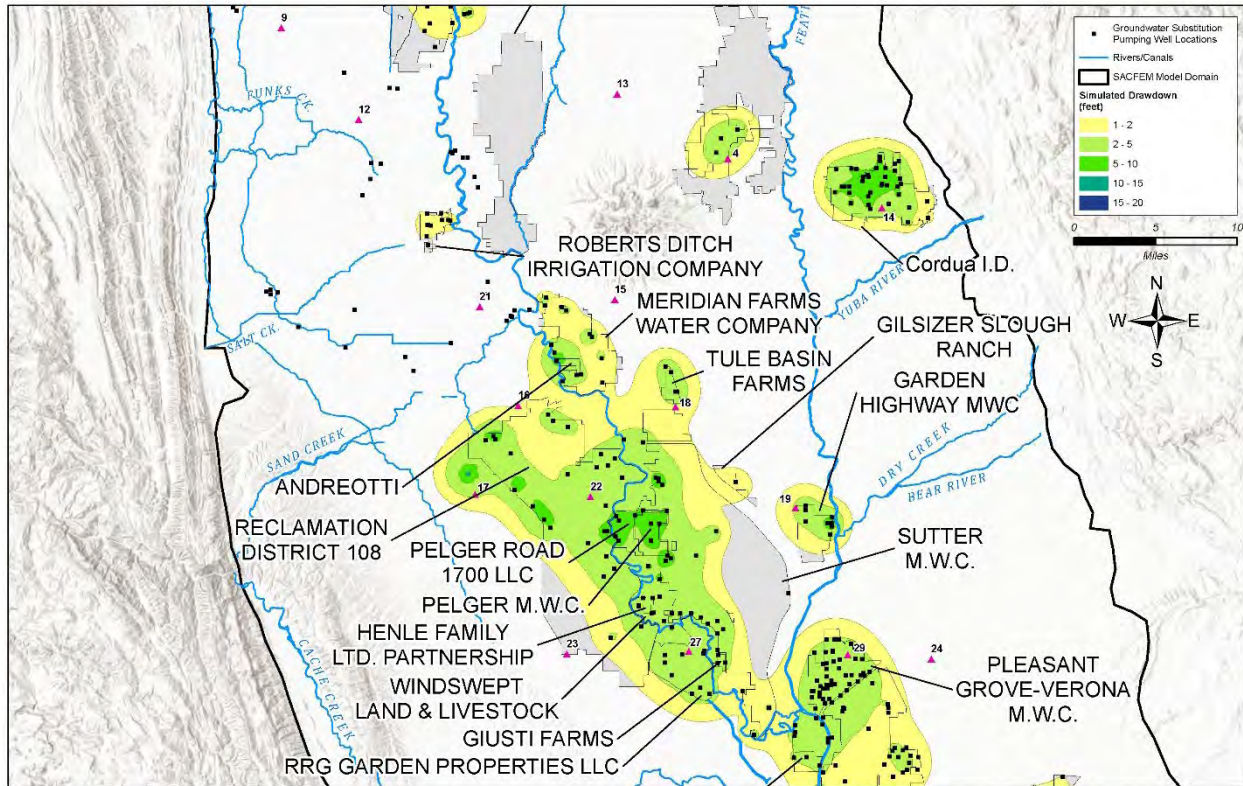 9
FEATH
13
12
FUNKS CK.
4
14
Groundwater Substitution
Pumping Well Locations
Rivers/Canals
SACFEM Model Domain
Simulated Drawdown
(feet)
1 - 2
2 - 5
5 - 10
10 - 15
15 - 20
0 5 10
Miles
N
W E
S
ROBERTS DITCH
IRRIGATION COMPANY
Cordua I.D.
YUBA RIVER
21
15
MERIDIAN FARMS
WATER COMPANY
SALT CK.
GILSIZER SLOUGH
RANCH
TULE BASIN
FARMS
GARDEN
HIGHWAY MWC
16
18
SAND CREEK
DRY CREEK
BEAR RIVER
ANDREOTTI
17
22
19
RECLAMATION
DISTRICT 108
SUTTER
M.W.C.
PELGER ROAD
1700 LLC
PELGER M.W.C.
HENLE FAMILY
LTD. PARTNERSHIP
23
27
29
24
CACHE CREEK
WINDSWEPT
LAND & LIVESTOCK
PLEASANT
GROVE-VERONA
M.W.C.
GIUSTI FARMS
RRG GARDEN PROPERTIES LLC